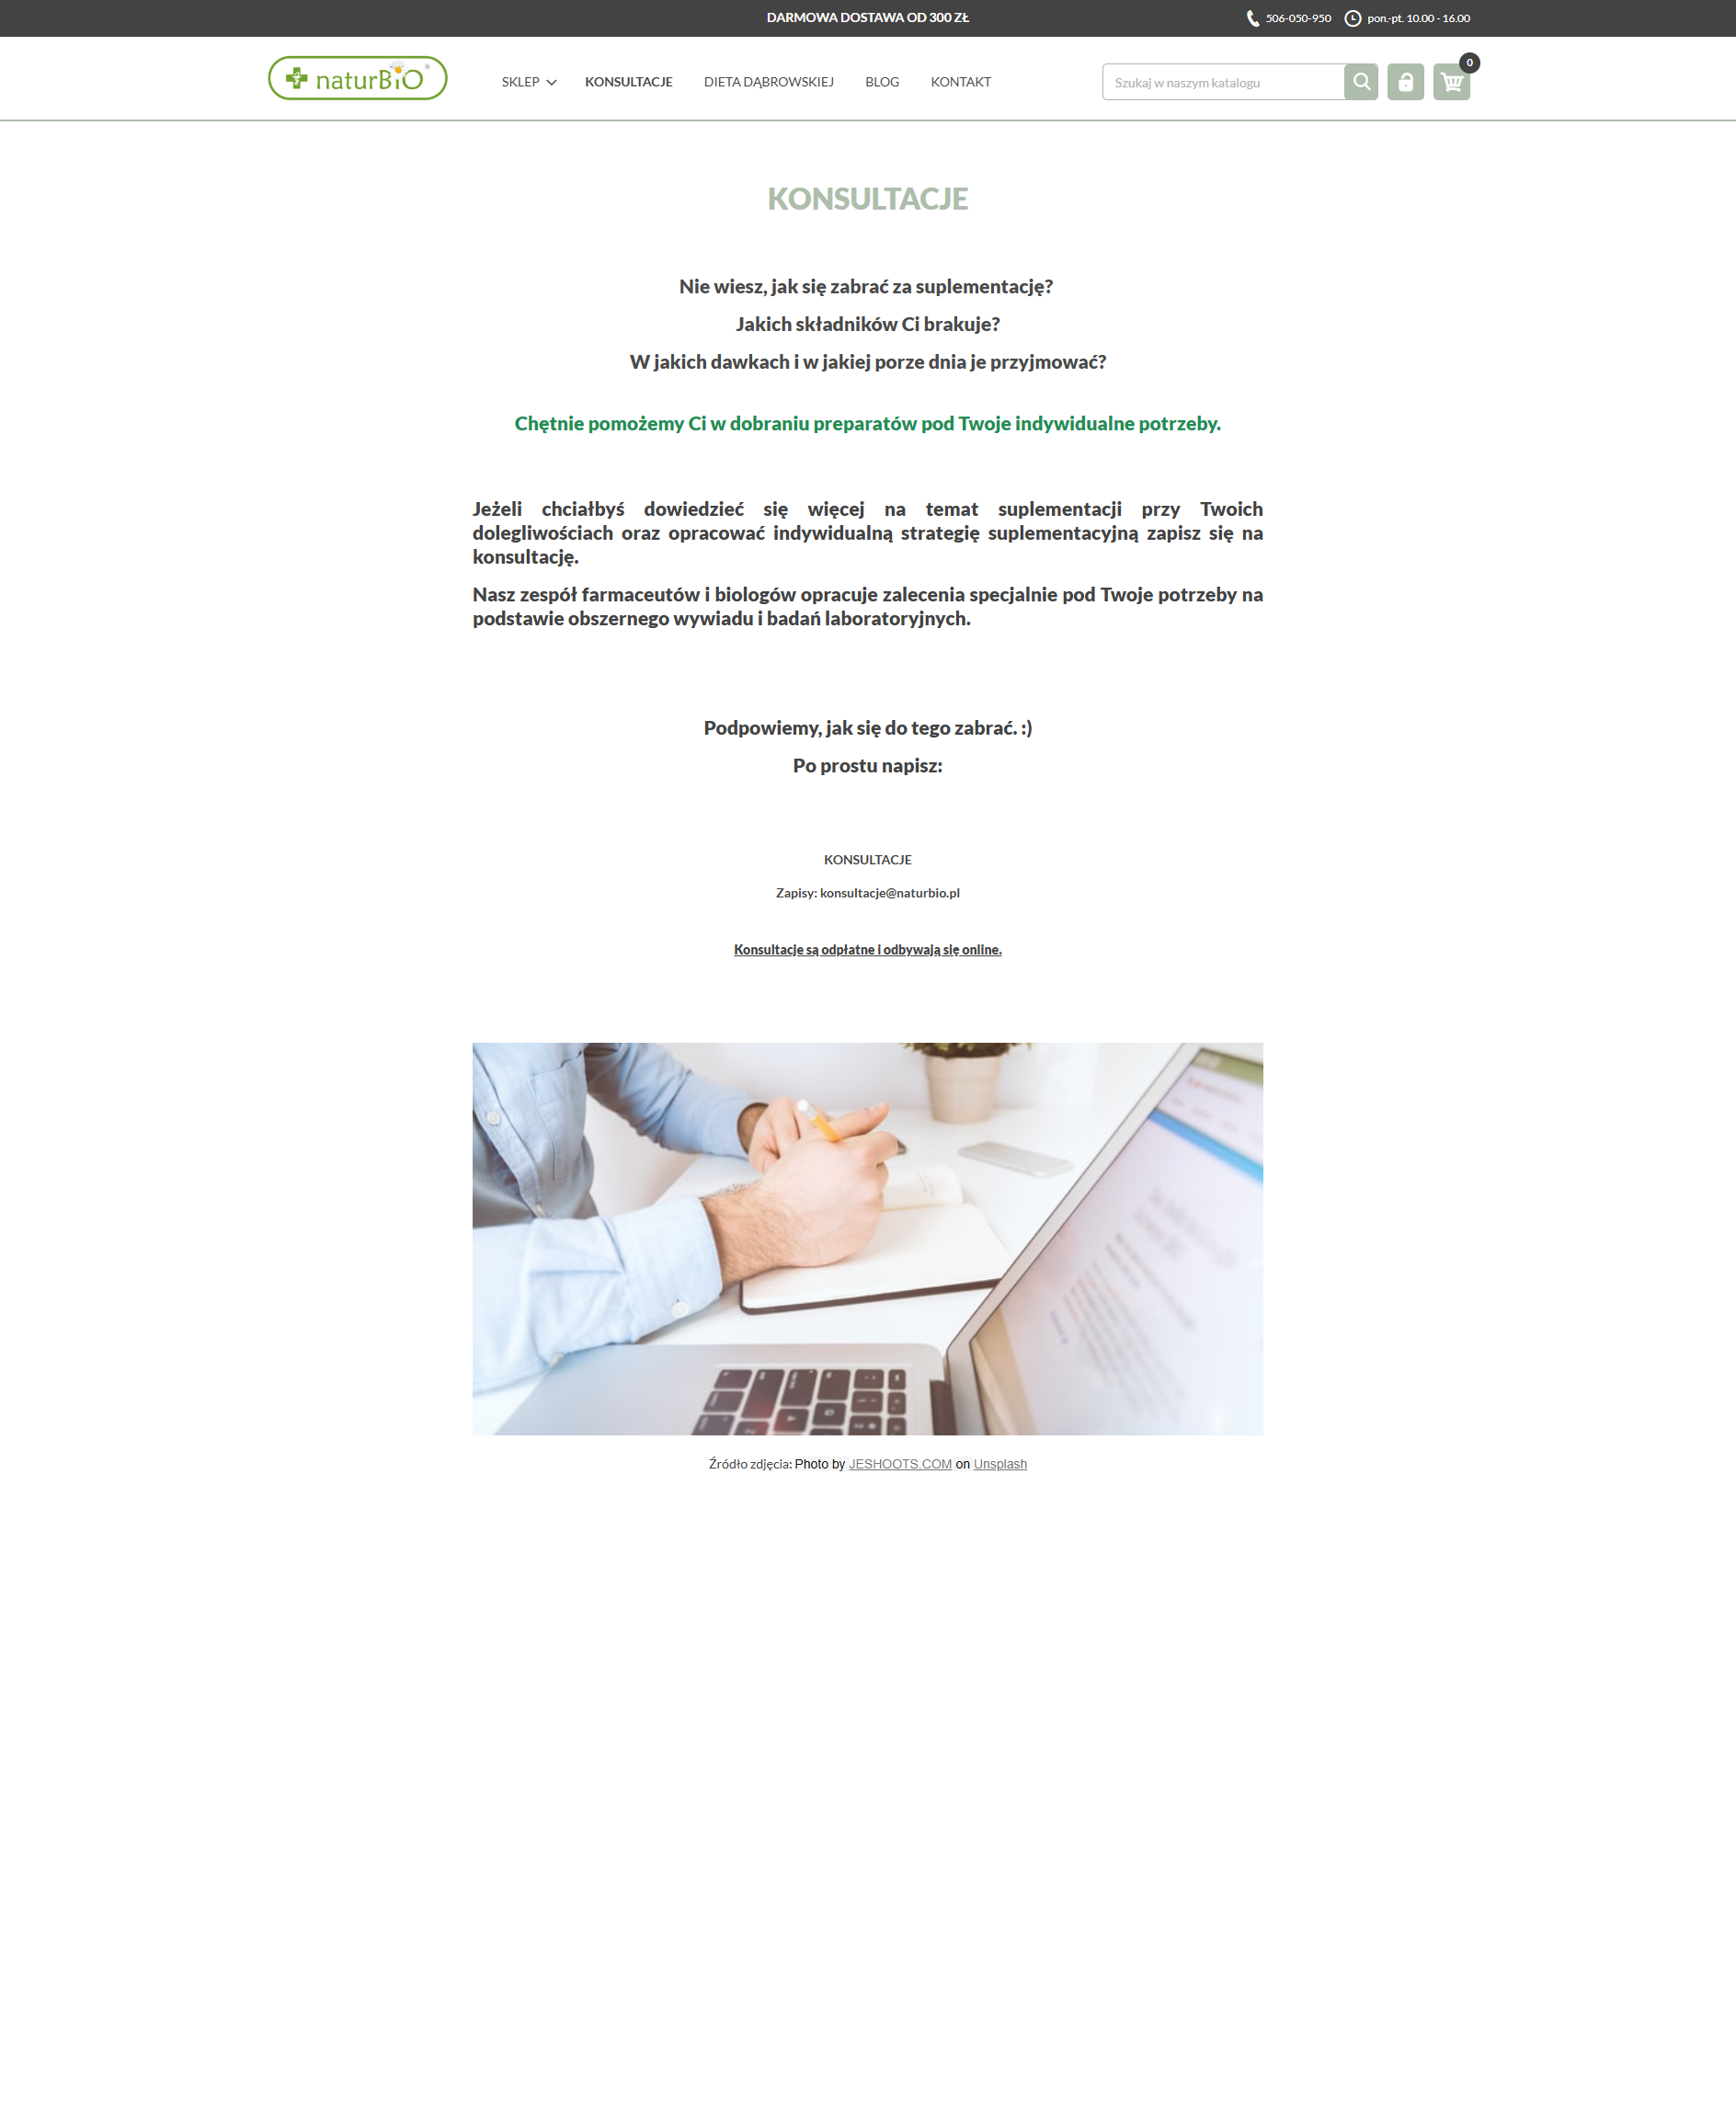 DARMOWA DOSTAWA OD 300 ZŁ
506-050-950
pon.-pt. 10.00 - 16.00
naturBiO
SKLEP
KONSULTACJE
DIETA DĄBROWSKIEJ
BLOG
KONTAKT
Szukaj w naszym katalogu
0
KONSULTACJE
Nie wiesz, jak się zabrać za suplementację?
Jakich składników Ci brakuje?
W jakich dawkach i w jakiej porze dnia je przyjmować?
Chętnie pomożemy Ci w dobraniu preparatów pod Twoje indywidualne potrzeby.
Jeżeli chciałbyś dowiedzieć się więcej na temat suplementacji przy Twoich
dolegliwościach oraz opracować indywidualną strategię suplementacyjną zapisz się na
konsultację.
Nasz zespół farmaceutów i biologów opracuje zalecenia specjalnie pod Twoje potrzeby na
podstawie obszernego wywiadu i badań laboratoryjnych.
Podpowiemy, jak się do tego zabrać. :)
Po prostu napisz:
KONSULTACJE
Zapisy: konsultacje@naturbio.pl
Konsultacje są odpłatne i odbywają się online.
Źródło zdjęcia: Photo by JESHOOTS.COM on Unsplash